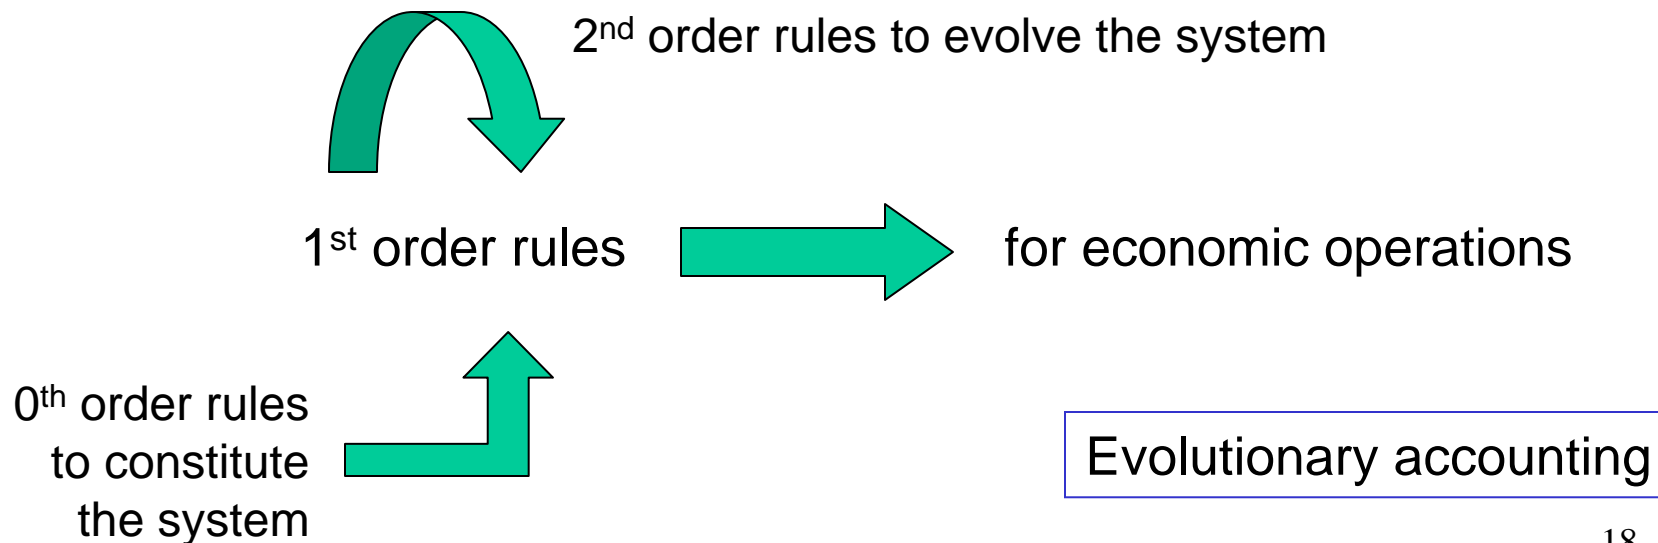 2nd order rules to evolve the system
1st order rules
for economic operations
0th order rules
to constitute
the system
Evolutionary accounting
18